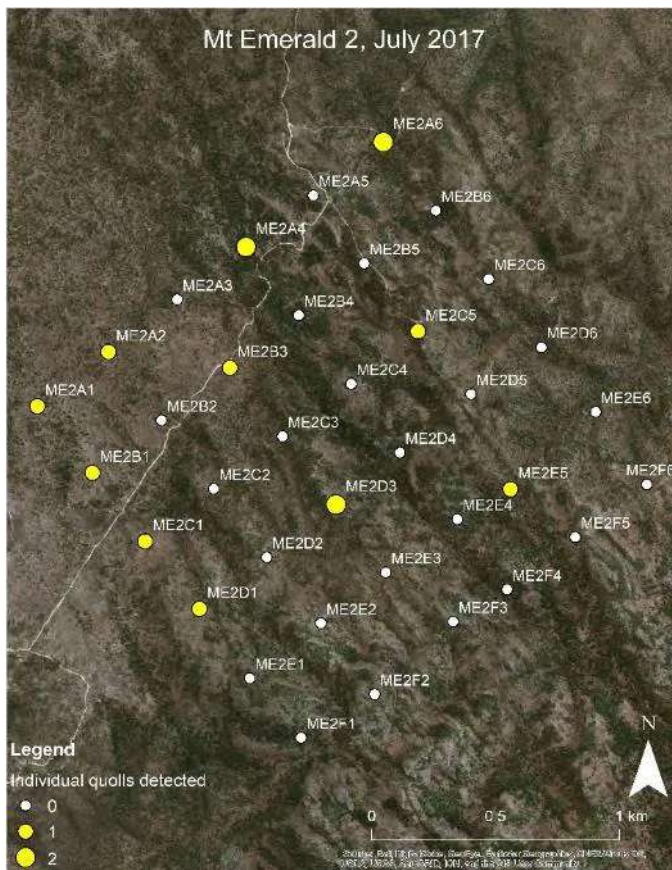 Mt Emerald 2, July 2017
ME2A6
ME2A5
ME2B6
ME2A4
ME2B5
ME2C6
ME2A3
ME2B4
ME2C5
ME2A2
ME2B3
ME2D6
ME2C4
ME2D5
ME2A1
ME2B2
ME2E6
ME2C3
ME2D4
ME2B1
ME2C2
ME2E5
ME2F6
ME2D3
ME2E4
ME2C1
ME2F5
ME2D2
ME2E3
ME2F4
ME2D1
ME2E2
ME2F3
ME2E1
ME2F2
ME2F1
N
Legend
Individual quolls detected
0
1
2
0 0.5 1 km